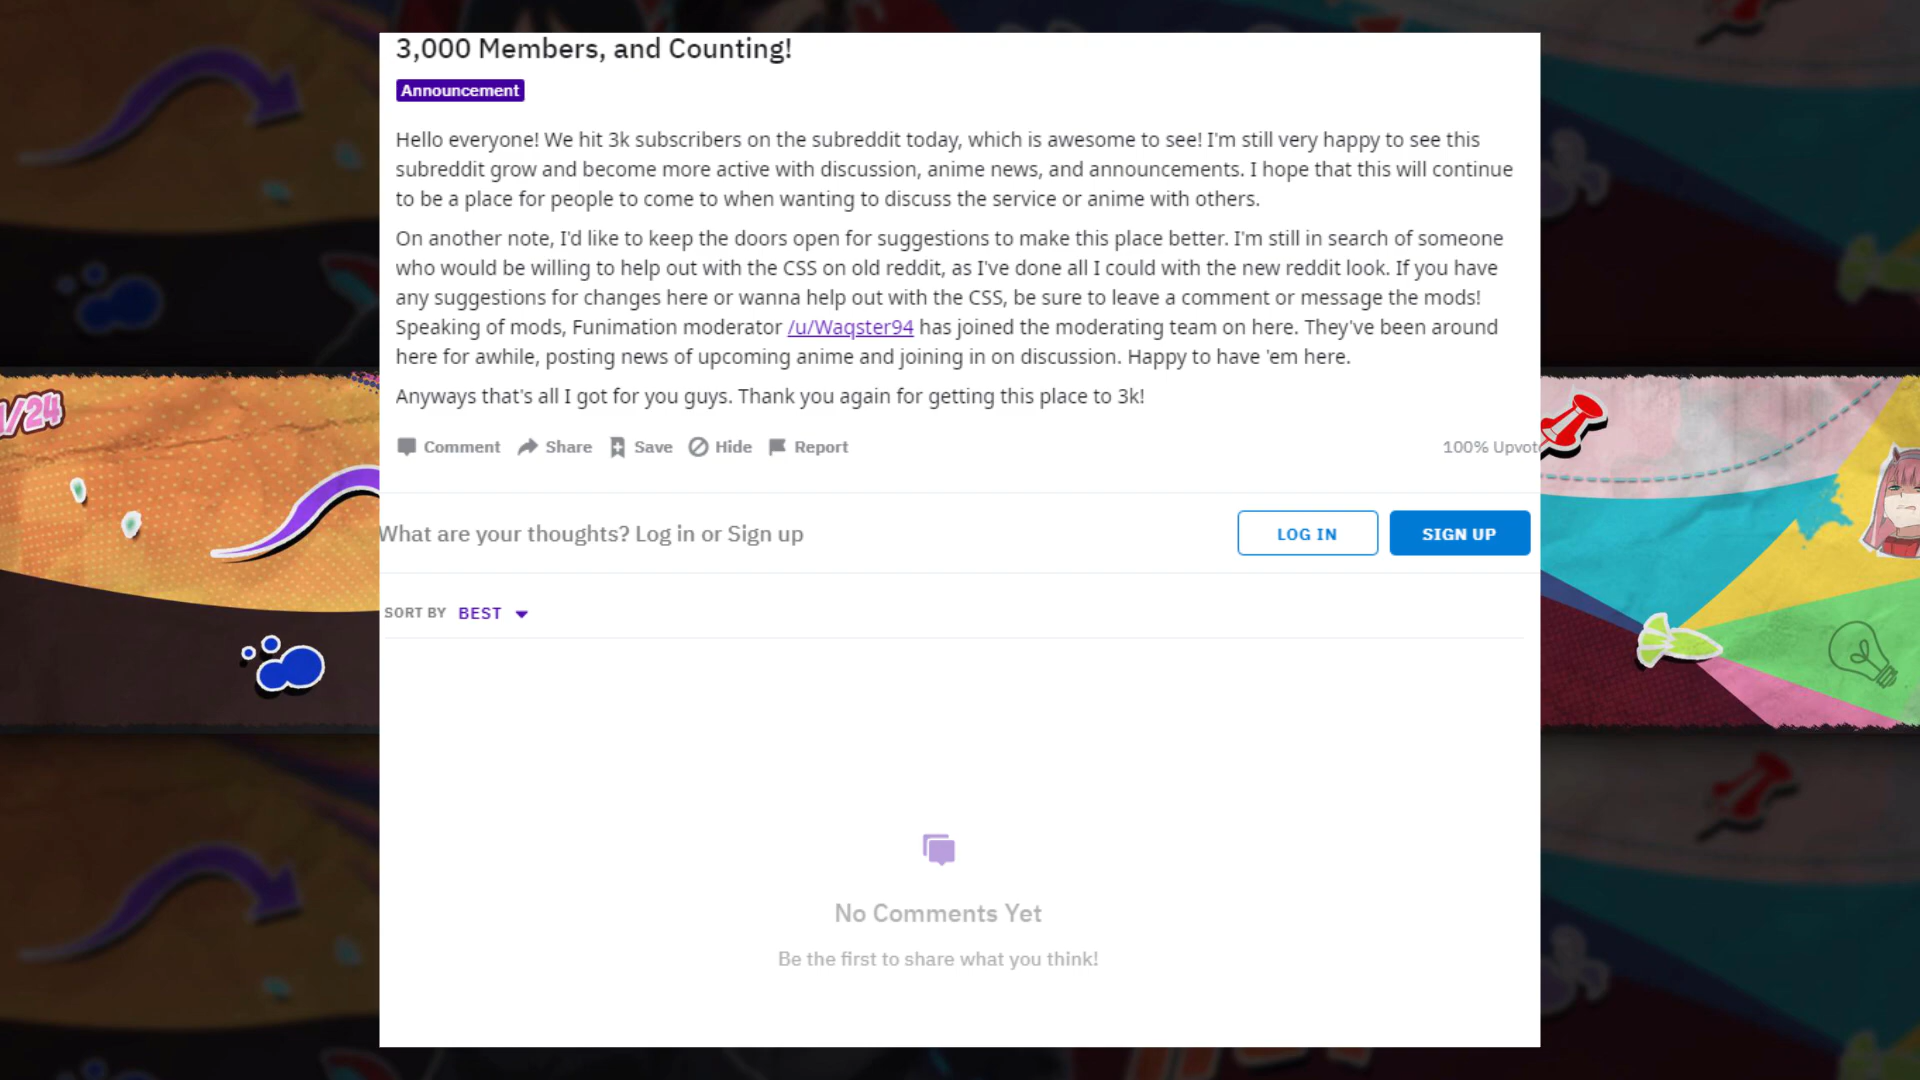 3,000 Members, and Counting!
Announcement
Hello everyone! We hit 3k subscribers on the subreddit today, which is awesome to see! I'm still very happy to see this
subreddit grow and become more active with discussion, anime news, and announcements. I hope that this will continue
to be a place for people to come to when wanting to discuss the service or anime with others.
On another note, I'd like to keep the doors open for suggestions to make this place better. I'm still in search of someone
who would be willing to help out with the CSS on old reddit, as I've done all I could with the new reddit look. If you have
any suggestions for changes here or wanna help out with the CSS, be sure to leave a comment or message the mods!
Speaking of mods, Funimation moderator /u/Waqster94 has joined the moderating team on here. They've been around
here for awhile, posting news of upcoming anime and joining in on discussion. Happy to have 'em here.
Anyways that's all I got for you guys. Thank you again for getting this place to 3k!
Comment Share Save Hide Report 100% Upvot
What are your thoughts? Log in or Sign up LOG IN SIGN UP
SORT BY BEST
No Comments Yet
Be the first to share what you think!
/24